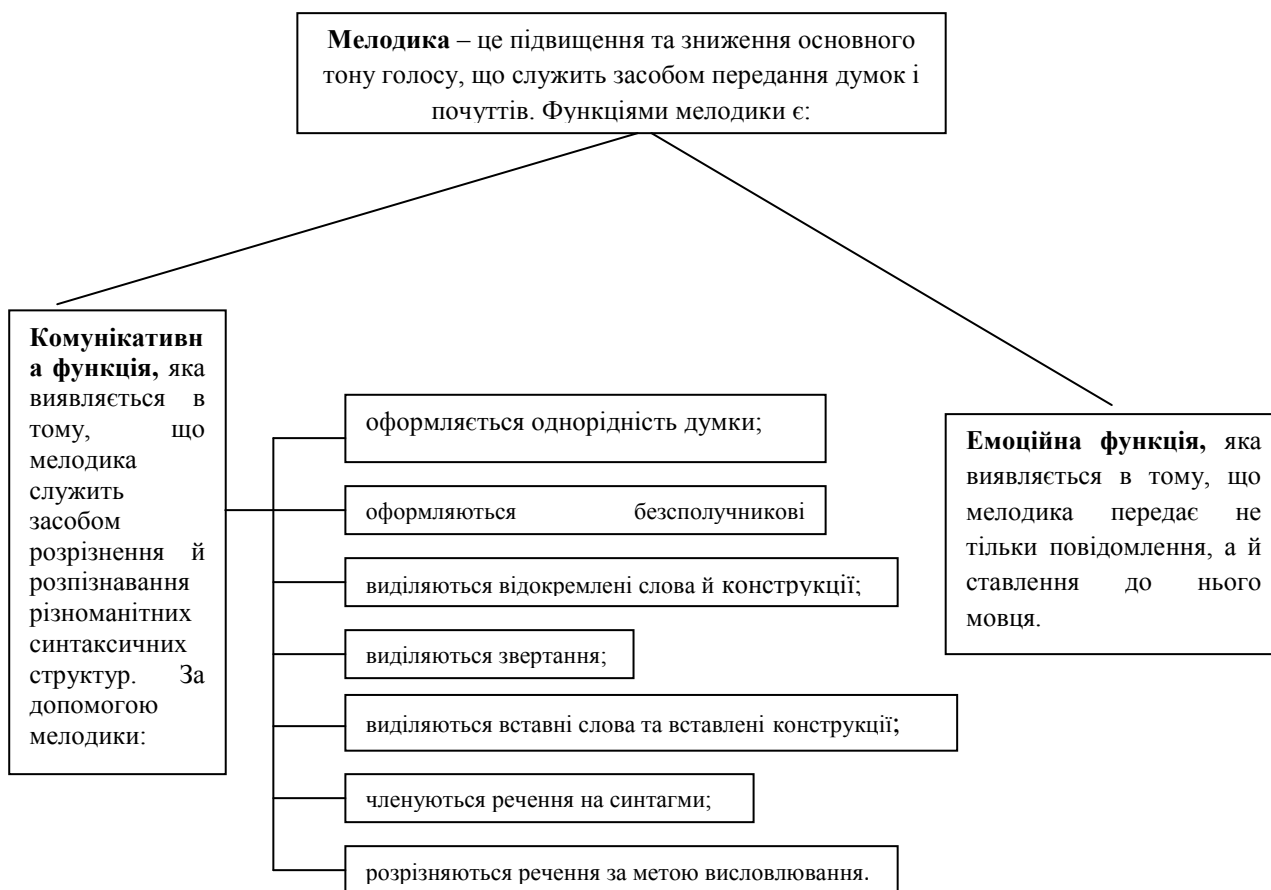 Мелодика – це підвищення та зниження основного
тону голосу, що служить засобом передання думок і
почуттів. Функціями мелодики є:
Комунікативн
а функція, яка
виявляється в
тому, що
мелодика
служить
засобом
розрізнення й
розпізнавання
різноманітних
синтаксичних
структур. За
допомогою
мелодики:
оформляється однорідність думки;
оформляються безсполучникові
виділяються відокремлені слова й конструкції;
виділяються звертання;
виділяються вставні слова та вставлені конструкції;
членуються речення на синтагми;
розрізняються речення за метою висловлювання.
Емоційна функція, яка
виявляється в тому, що
мелодика передає не
тільки повідомлення, а й
ставлення до нього
мовця.